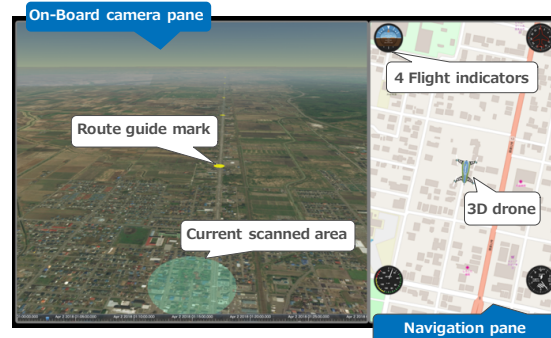 On-Board camera pane
4 Flight indicators
Route guide mark
3D drone
Current scanned area
Navigation pane